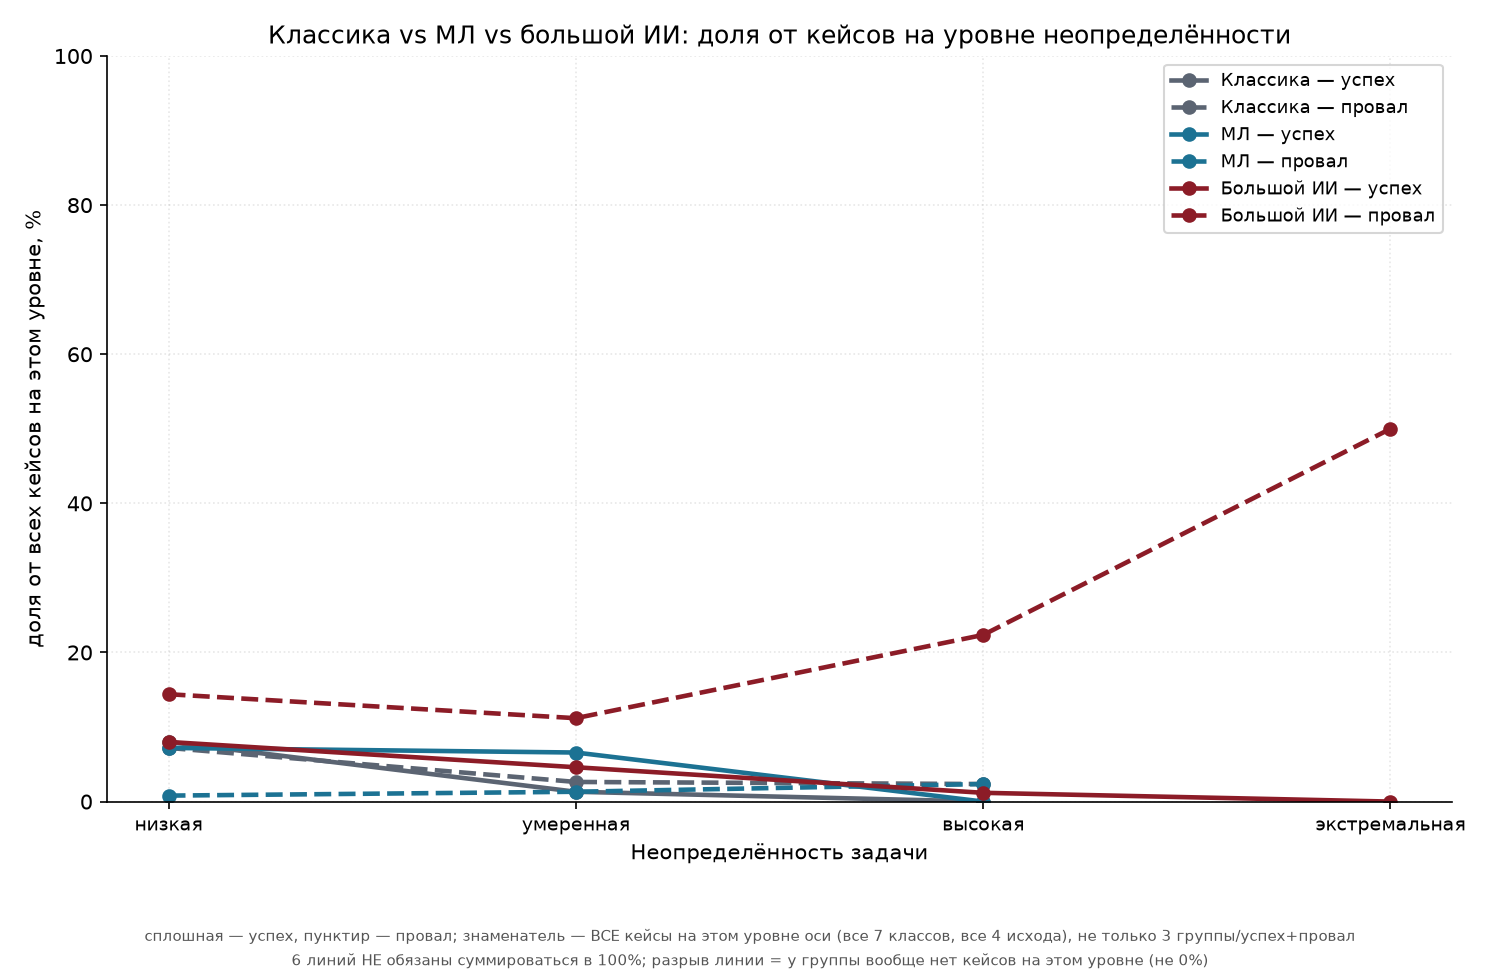 Классика vs МЛ vs большой ИИ: доля от кейсов на уровне неопределённости
доля от всех кейсов на этом уровне, %
100
80
60
40
20
0
Классика — успех
Классика — провал
МЛ — успех
МЛ — провал
Большой ИИ — успех
Большой ИИ — провал
низкая
умеренная
высокая
экстремальная
Неопределённость задачи
сплошная — успех, пунктир — провал; знаменатель — ВСЕ кейсы на этом уровне оси (все 7 классов, все 4 исхода), не только 3 группы/успех+провал
6 линий НЕ обязаны суммироваться в 100%; разрыв линии = у группы вообще нет кейсов на этом уровне (не 0%)